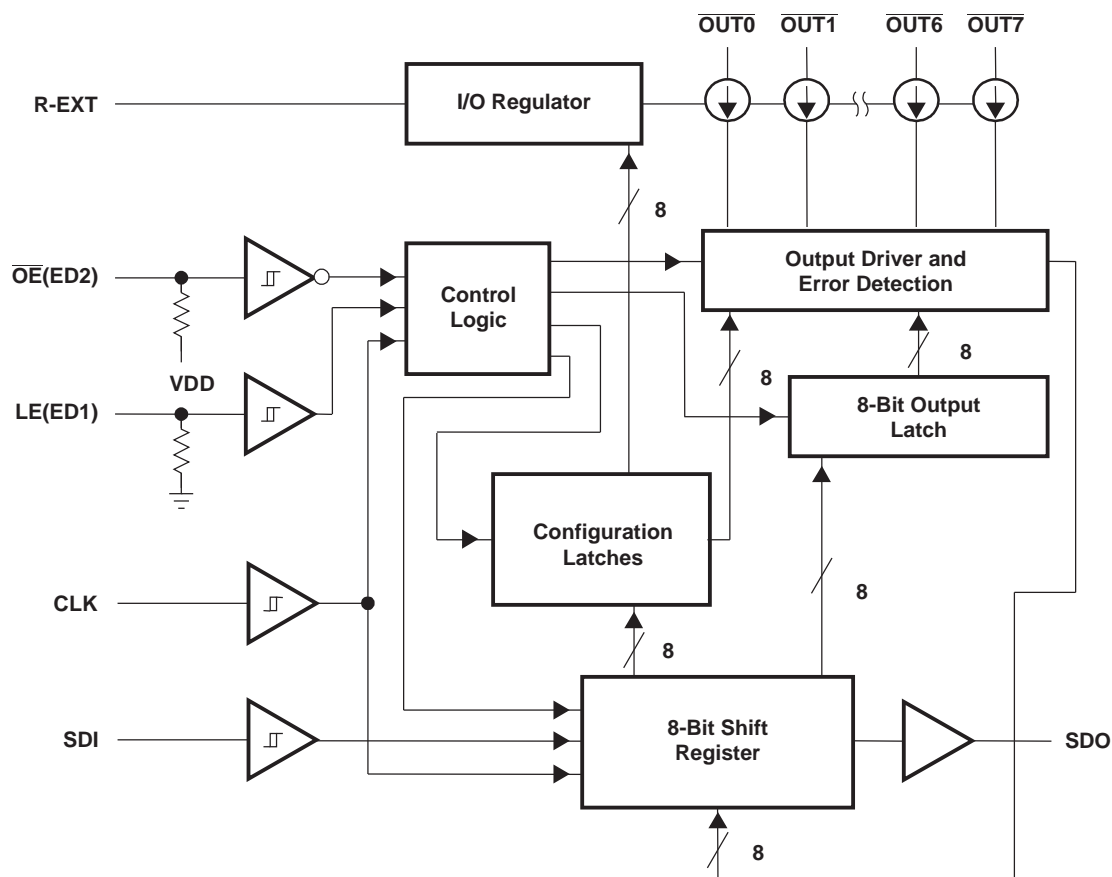 OUT0 OUT1 OUT6 OUT7
R-EXT
I/O Regulator
8
OE(ED2)
Control
Logic
Output Driver and
Error Detection
VDD
8
8
LE(ED1)
8-Bit Output
Latch
Configuration
Latches
CLK
8
8
SDI
8-Bit Shift
Register
SDO
8